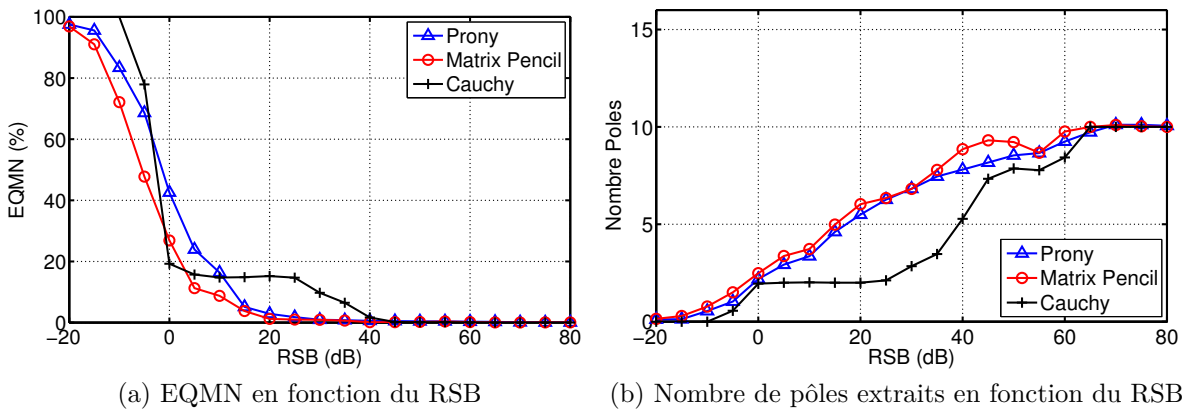 100
80
60
40
20
0
−20
0
20
40
60
80
EQMN (%)
RSB (dB)
Prony
Matrix Pencil
Cauchy
(a) EQMN en fonction du RSB
15
10
5
0
−20
0
20
40
60
80
Nombre Poles
RSB (dB)
Prony
Matrix Pencil
Cauchy
(b) Nombre de pôles extraits en fonction du RSB